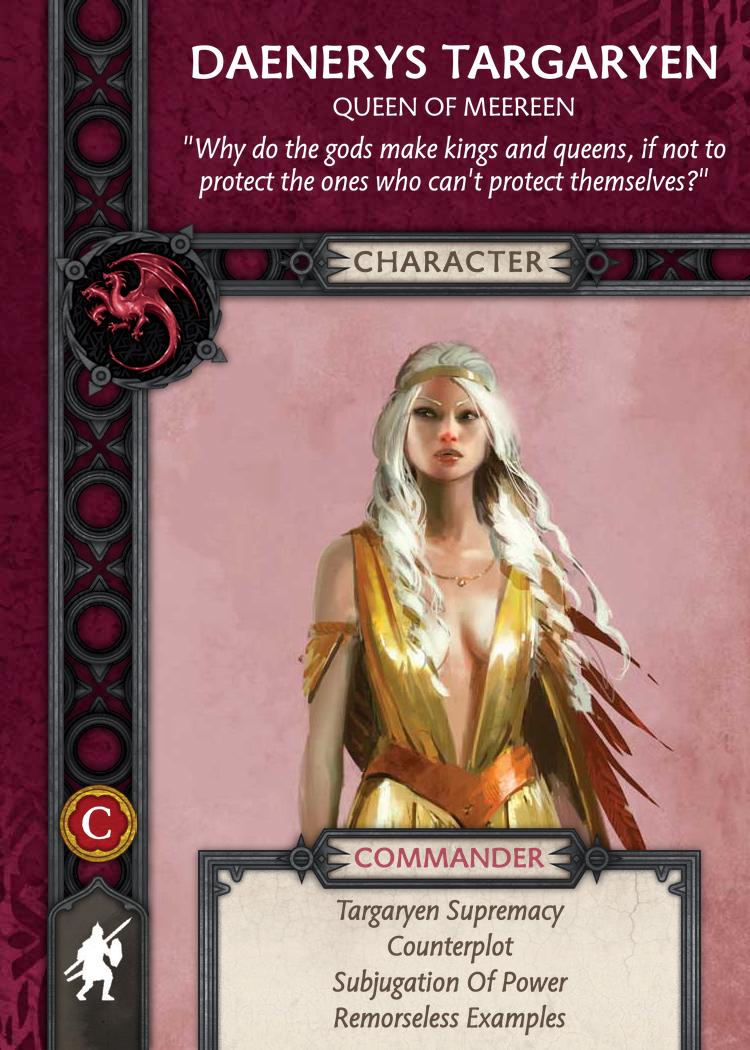 DAENERYS TARGARYEN
QUEEN OF MEEREEN
"Why do the gods make kings and queens, if not to
protect the ones who can't protect themselves?"
CHARACTER
C
COMMANDER
Targaryen Supremacy
Counterplot
Subjugation Of Power
Remorseless Examples